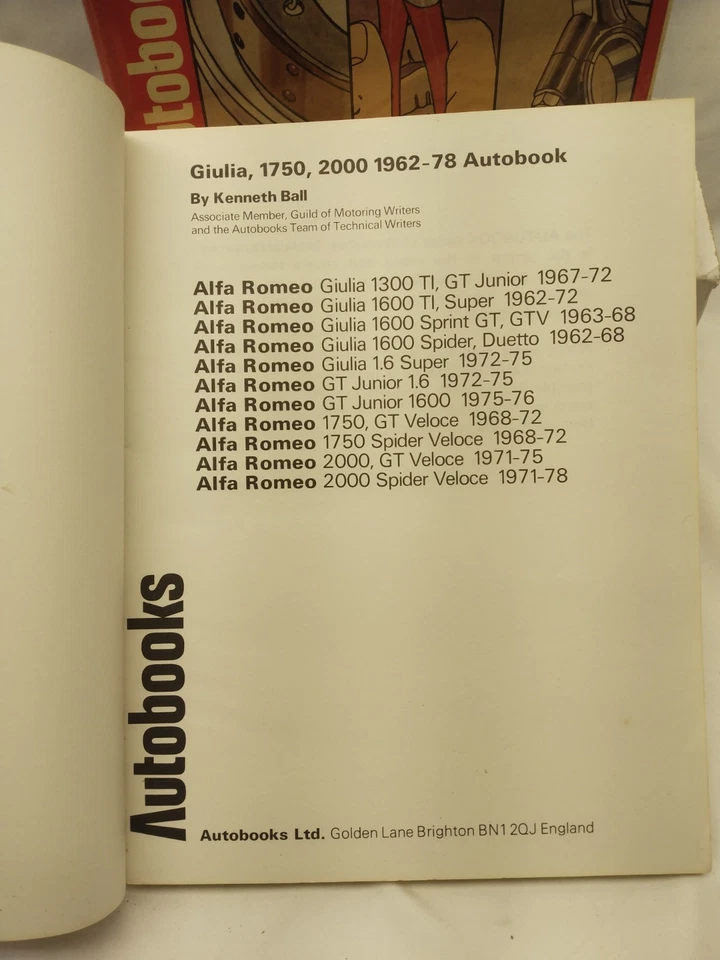 utoboo
Giulia, 1750, 2000 1962-78 Autobook
By Kenneth Ball
Associate Member, Guild of Motoring Writers
and the Autobooks Team of Technical Writers
Alfa Romeo Giulia 1300 TI, GT Junior 1967-72
Alfa Romeo Giulia 1600 TI, Super 1962-72
Alfa Romeo Giulia 1600 Sprint GT, GTV 1963-68
Alfa Romeo Giulia 1600 Spider, Duetto 1962-68
Alfa Romeo Giulia 1.6 Super 1972-75
Alfa Romeo GT Junior 1.6 1972-75
Alfa Romeo GT Junior 1600 1975-76
Alfa Romeo 1750, GT Veloce 1968-72
Alfa Romeo 1750 Spider Veloce 1968-72
Alfa Romeo 2000, GT Veloce 1971-75
Alfa Romeo 2000 Spider Veloce 1971-78
Autobooks
Autobooks Ltd. Golden Lane Brighton BN1 2QJ England